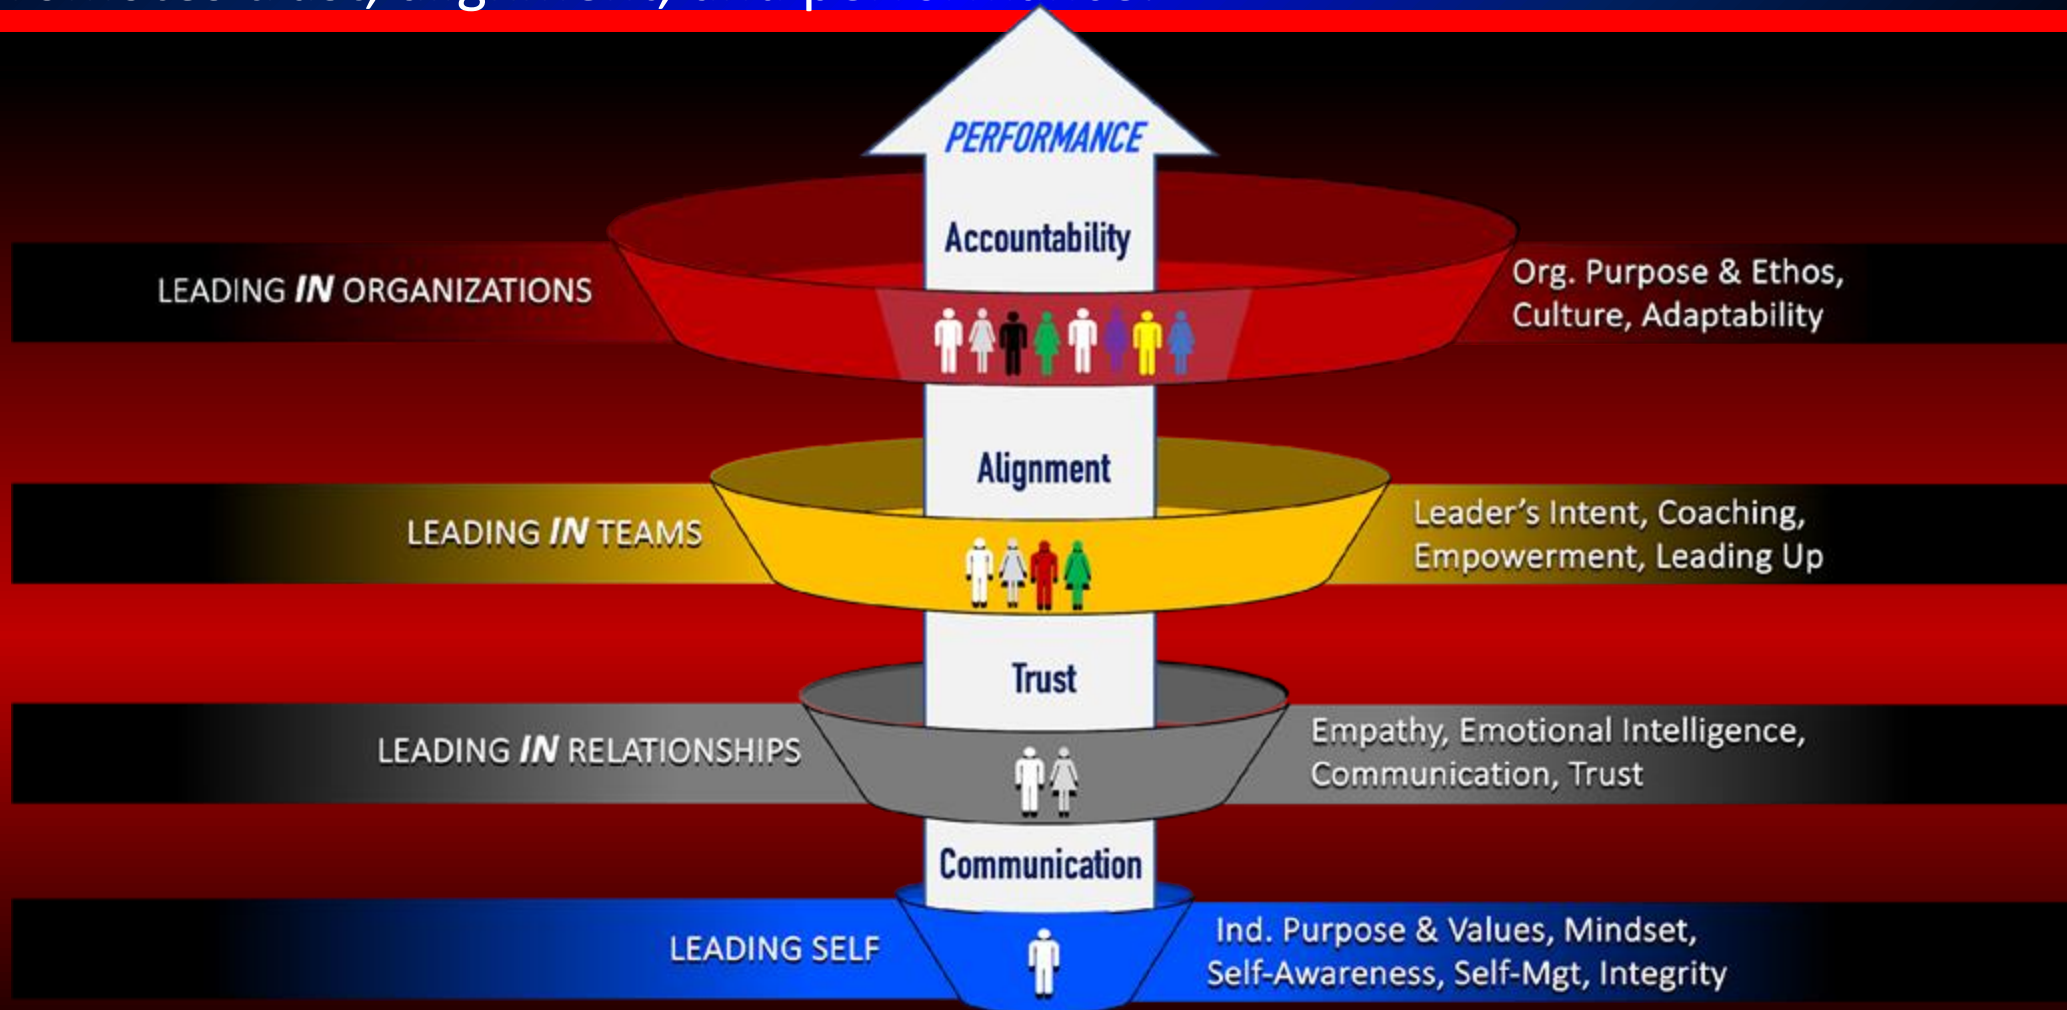 PERFORMANCE
Accountability
LEADING IN ORGANIZATIONS
Org. Purpose & Ethos,
Culture, Adaptability
Alignment
LEADING IN TEAMS
Leader's Intent, Coaching,
Empowerment, Leading Up
Trust
LEADING IN RELATIONSHIPS
Empathy, Emotional Intelligence,
Communication, Trust
Communication
LEADING SELF
Ind. Purpose & Values, Mindset,
Self-Awareness, Self-Mgt, Integrity